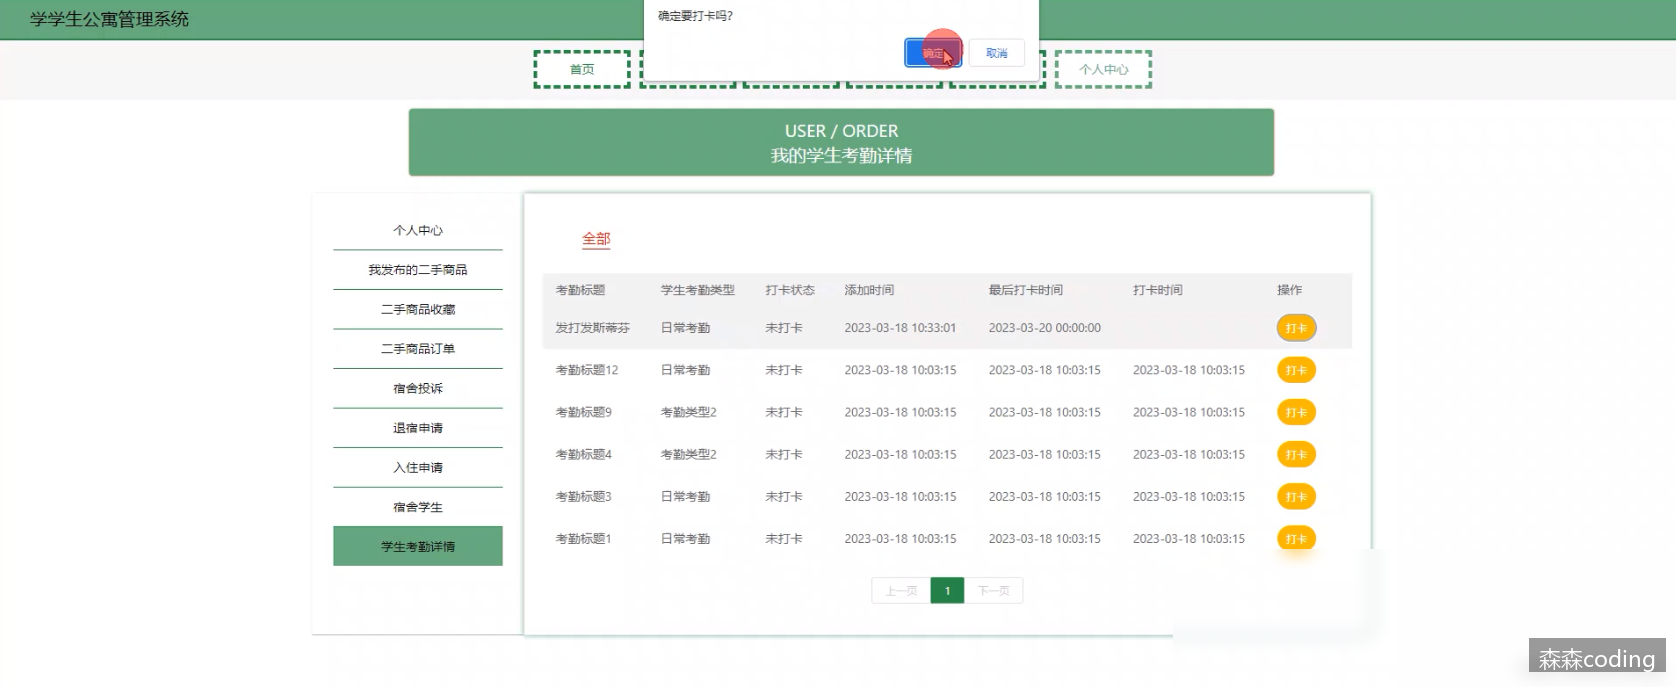 学学生公寓管理系统
确定要打卡吗?
确定
取消
首页
个人中心
USER / ORDER
我的学生考勤详情
个人中心
我发布的二手商品
二手商品收藏
二手商品订单
宿舍投诉
退宿申请
入住申请
宿舍学生
学生考勤详情
全部
考勤标题 学生考勤类型 打卡状态 添加时间 最后打卡时间 打卡时间 操作
发打发斯蒂芬 日常考勤 未打卡 2023-03-18 10:33:01 2023-03-20 00:00:00 打卡
考勤标题12 日常考勤 未打卡 2023-03-18 10:03:15 2023-03-18 10:03:15 2023-03-18 10:03:15 打卡
考勤标题9 考勤类型2 未打卡 2023-03-18 10:03:15 2023-03-18 10:03:15 2023-03-18 10:03:15 打卡
考勤标题4 考勤类型2 未打卡 2023-03-18 10:03:15 2023-03-18 10:03:15 2023-03-18 10:03:15 打卡
考勤标题3 日常考勤 未打卡 2023-03-18 10:03:15 2023-03-18 10:03:15 2023-03-18 10:03:15 打卡
考勤标题1 日常考勤 未打卡 2023-03-18 10:03:15 2023-03-18 10:03:15 2023-03-18 10:03:15 打卡
上一页 1 下一页
森森coding